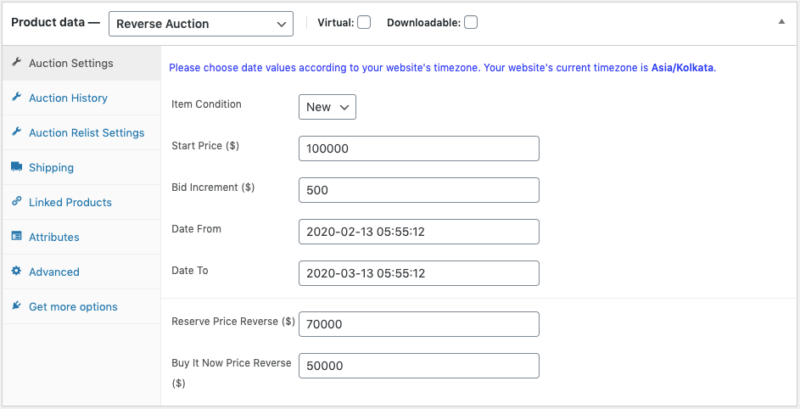 Product data —
Reverse Auction
Virtual:
Downloadable:
Auction Settings
Auction History
Auction Relist Settings
Shipping
Linked Products
Attributes
Advanced
Get more options
Please choose date values according to your website's timezone. Your website's current timezone is Asia/Kolkata.
Item Condition
New
Start Price ($)
100000
Bid Increment ($)
500
Date From
2020-02-13 05:55:12
Date To
2020-03-13 05:55:12
Reserve Price Reverse ($)
70000
Buy It Now Price Reverse
($)
50000